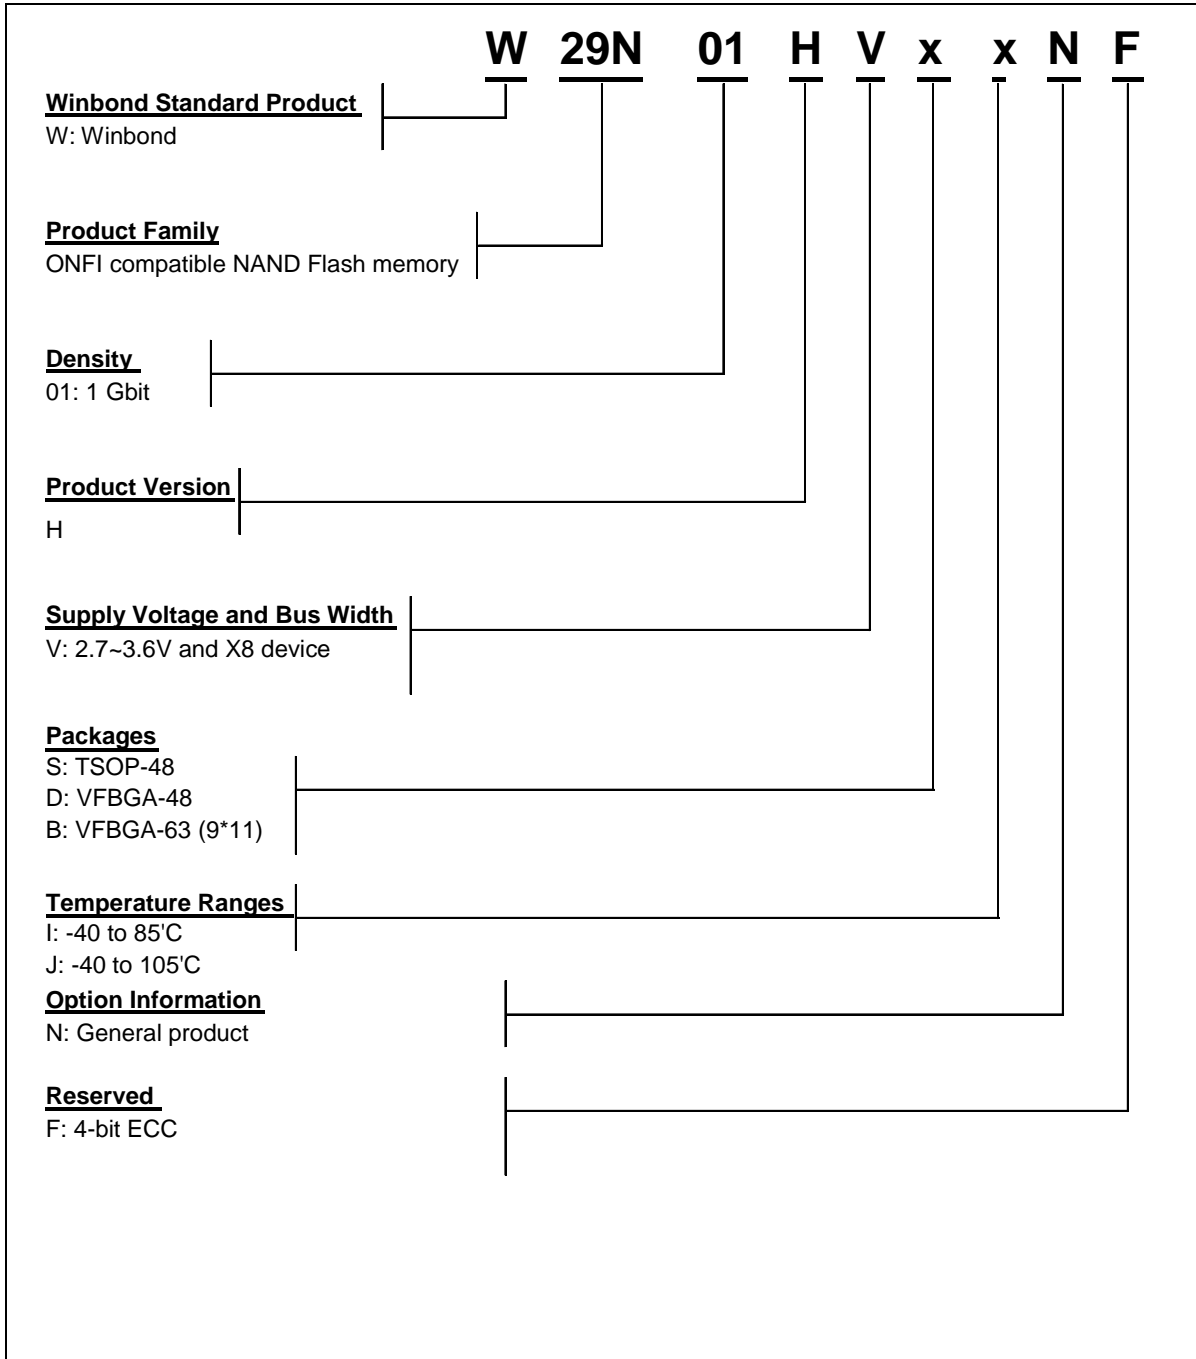 W 29N 01 H V x x N F
Winbond Standard Product
W: Winbond
Product Family
ONFI compatible NAND Flash memory
Density
01: 1 Gbit
Product Version
H
Supply Voltage and Bus Width
V: 2.7~3.6V and X8 device
Packages
S: TSOP-48
D: VFBGA-48
B: VFBGA-63 (9*11)
Temperature Ranges
I: -40 to 85'C
J: -40 to 105'C
Option Information
N: General product
Reserved
F: 4-bit ECC